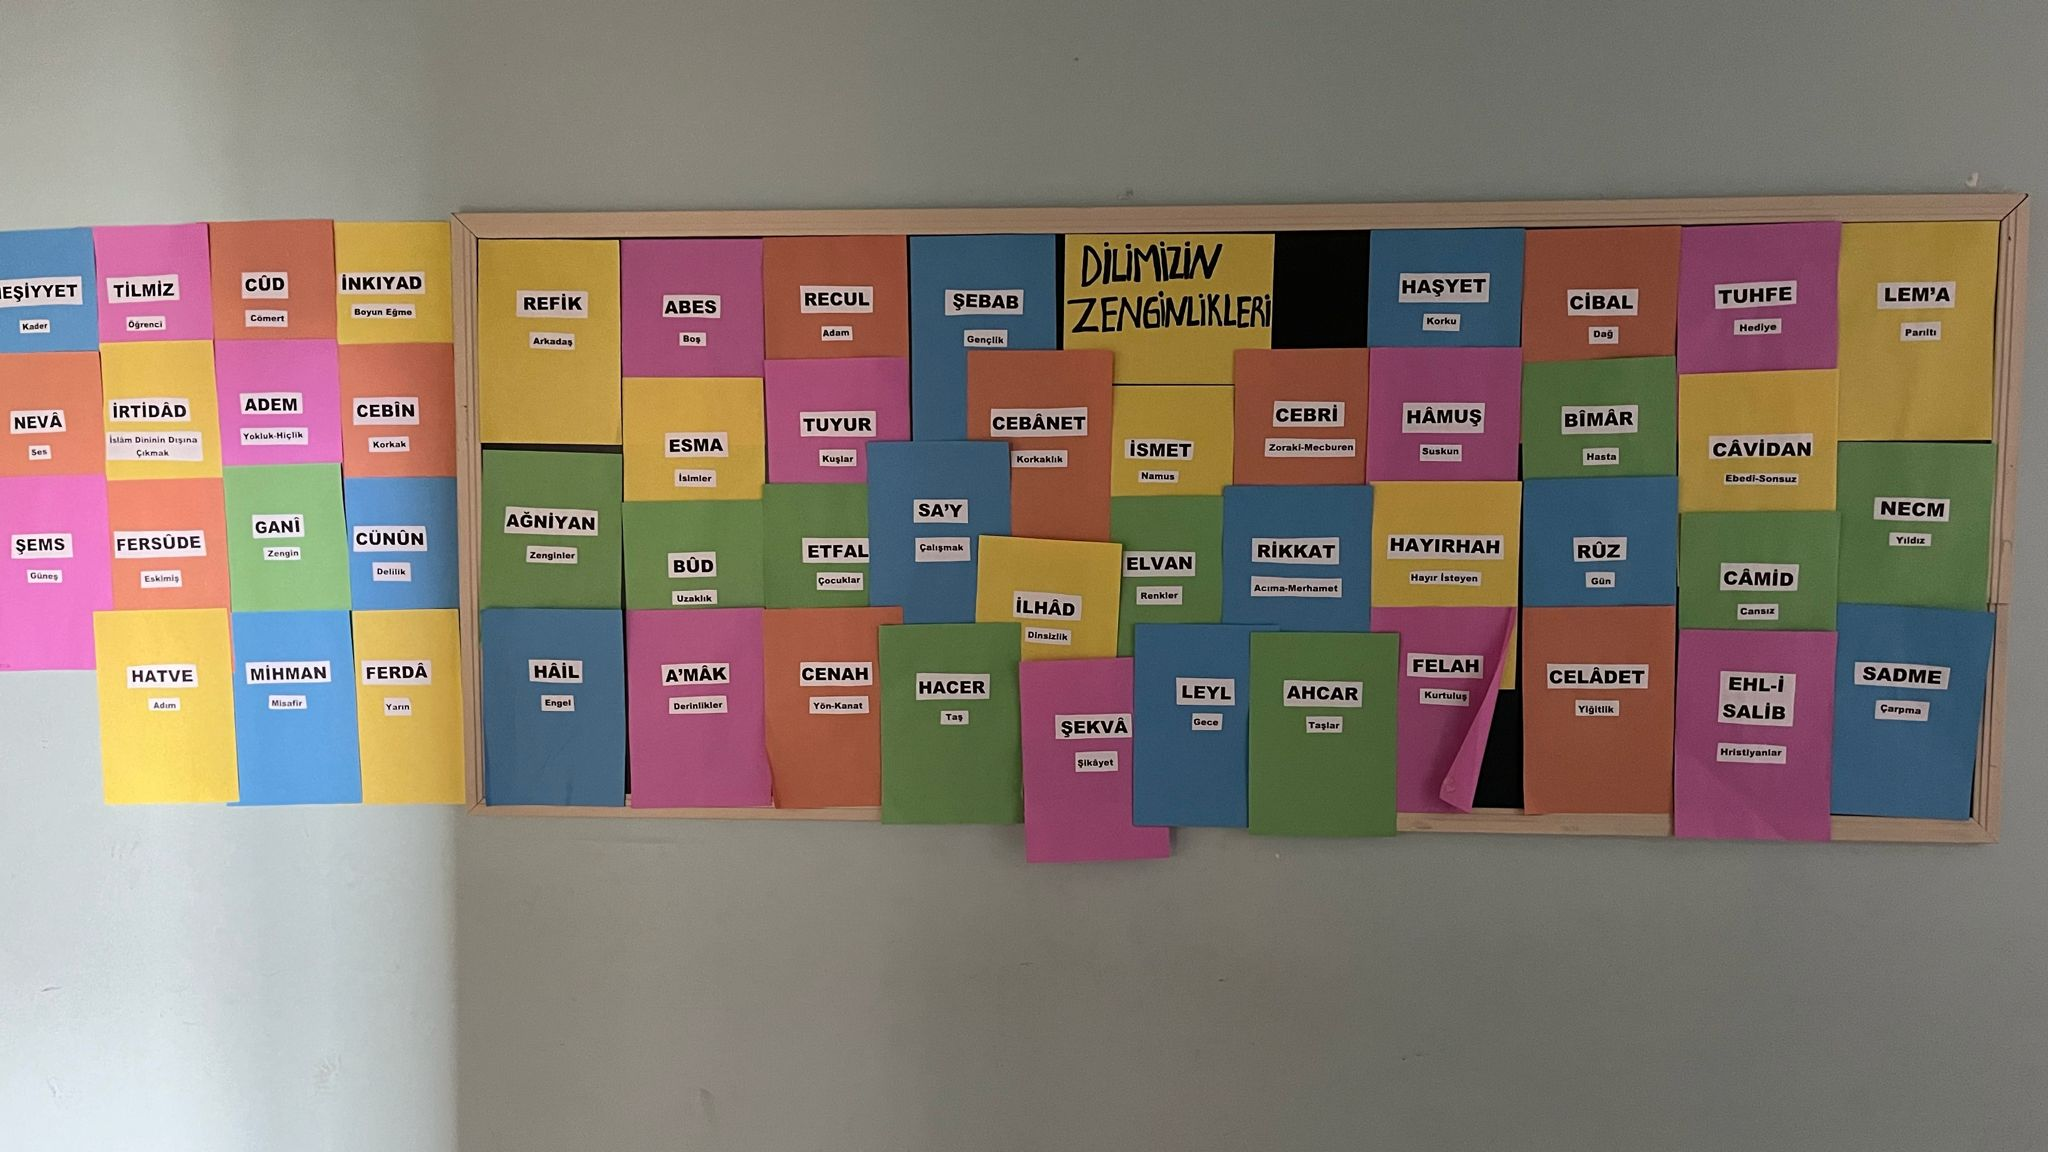 EŞİYYET
Kader
TİLMİZ
Öğrenci
CÛD
Cömert
İNKIYAD
Boyun Eğme
NEVÂ
Ses
İRTİDÂD
İslâm Dininin Dışına
Çıkmak
ADEM
Yokluk-Hiçlik
CEBÎN
Korkak
ŞEMS
Güneş
FERSÛDE
Eskimiş
GANÎ
Zengin
CÜNÛN
Delilik
HATVE
Adım
MİHMAN
Misafir
FERDÂ
Yarın
DİLİMİZİN
ZENGİNLİKLERİ
REFİK
Arkadaş
ABES
Boş
RECUL
Adam
ŞEBAB
Gençlik
HAŞYET
Korku
CİBAL
Dağ
TUHFE
Hediye
LEM'A
Parıltı
ESMA
İsimler
TUYUR
Kuşlar
CEBÂNET
Korkaklık
İSMET
Namus
CEBRİ
Zoraki-Mecburen
HÂMUŞ
Suskun
BÎMÂR
Hasta
CÂVİDAN
Ebedi-Sonsuz
AĞNİYAN
Zenginler
BÛD
Uzaklık
ETFAL
Çocuklar
SA'Y
Çalışmak
ELVAN
Renkler
RİKKAT
Acıma-Merhamet
HAYIRHAH
Hayır İsteyen
RÛZ
Gün
CÂMİD
Cansız
NECM
Yıldız
İLHÂD
Dinsizlik
HÂİL
Engel
A'MÂK
Derinlikler
CENAH
Yön-Kanat
HACER
Taş
ŞEKVÂ
Şikâyet
LEYL
Gece
AHCAR
Taşlar
FELAH
Kurtuluş
CELÂDET
Yiğitlik
EHL-İ
SALİB
Hristiyanlar
SADME
Çarpma